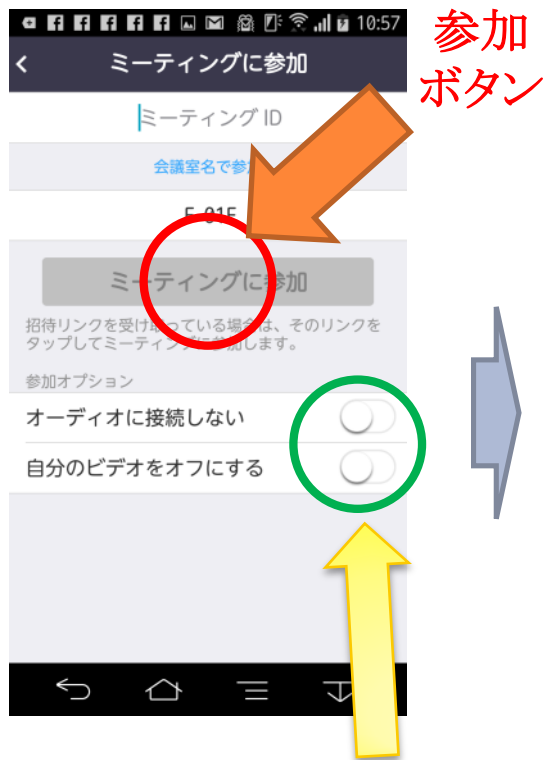 10:57
参加
ボタン
ミーティングに参加
ミーティング ID
会議室名で参
F-01F
ミーティングに参加
招待リンクを受け取っている場合は、そのリンクを
タップしてミーティングに参加します。
参加オプション
オーディオに接続しない
自分のビデオをオフにする